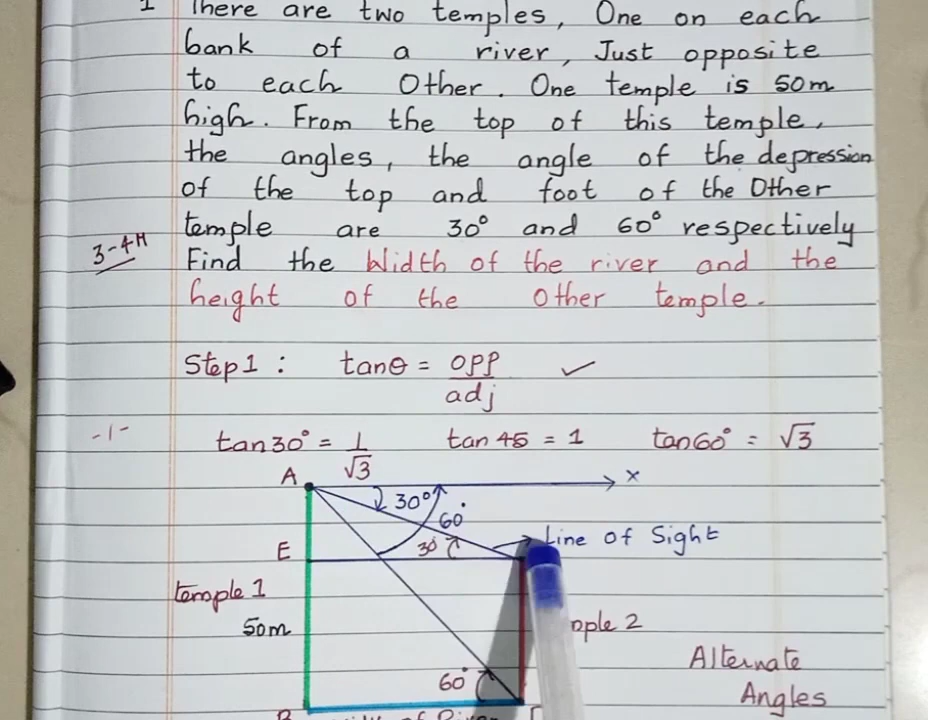 1 There are two temples, One on each
bank of a river, Just opposite
to each Other. One temple is 50m
high. From the top of this temple,
the angles, the angle of the depression
of the top and foot of the Other
temple are 30° and 60° respectively
3-4M
Find the Width of the river and the
height of the Other temple.
Step 1 : tanθ = opp/adj ✓
-1-
tan30° = 1/√3 tan 45 = 1 tan60° = √3
A x
30°
60°
30° Line of Sight
E
temple 1
50m
ple 2
Alternate
60° Angles
B